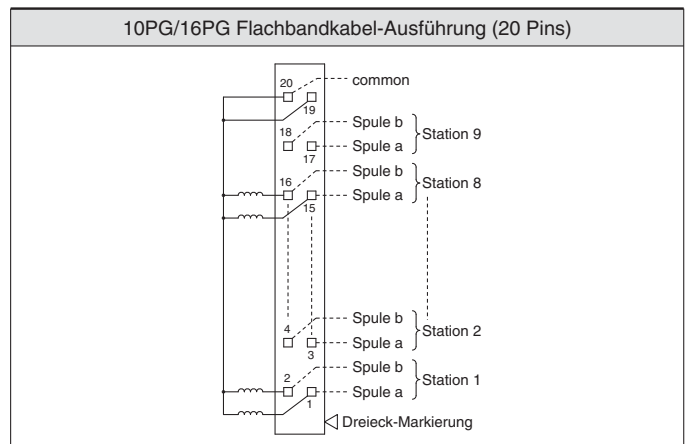 10PG/16PG Flachbandkabel-Ausführung (20 Pins)
20 common
19
18 Spule b
Station 9
17 Spule a
16 Spule b
Station 8
15 Spule a
4 Spule b
Station 2
3 Spule a
2 Spule b
Station 1
1 Spule a
Dreieck-Markierung